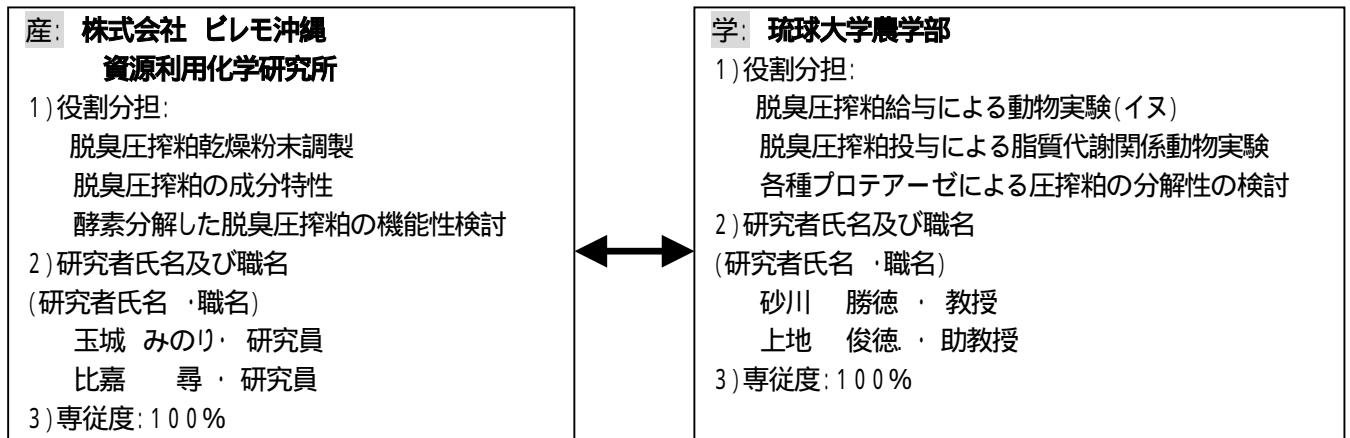 産: 株式会社 ビレモ沖縄
資源利用化学研究所
1)役割分担:
脱臭圧搾粕乾燥粉末調製
脱臭圧搾粕の成分特性
酵素分解した脱臭圧搾粕の機能性検討
2)研究者氏名及び職名
(研究者氏名 ・職名)
玉城 みのり・ 研究員
比嘉 尋 ・ 研究員
3)専従度:100%
学: 琉球大学農学部
1)役割分担:
脱臭圧搾粕給与による動物実験(イヌ)
脱臭圧搾粕投与による脂質代謝関係動物実験
各種プロテアーゼによる圧搾粕の分解性の検討
2)研究者氏名及び職名
(研究者氏名 ・職名)
砂川 勝徳 ・ 教授
上地 俊徳.・ 助教授
3)専従度:100%